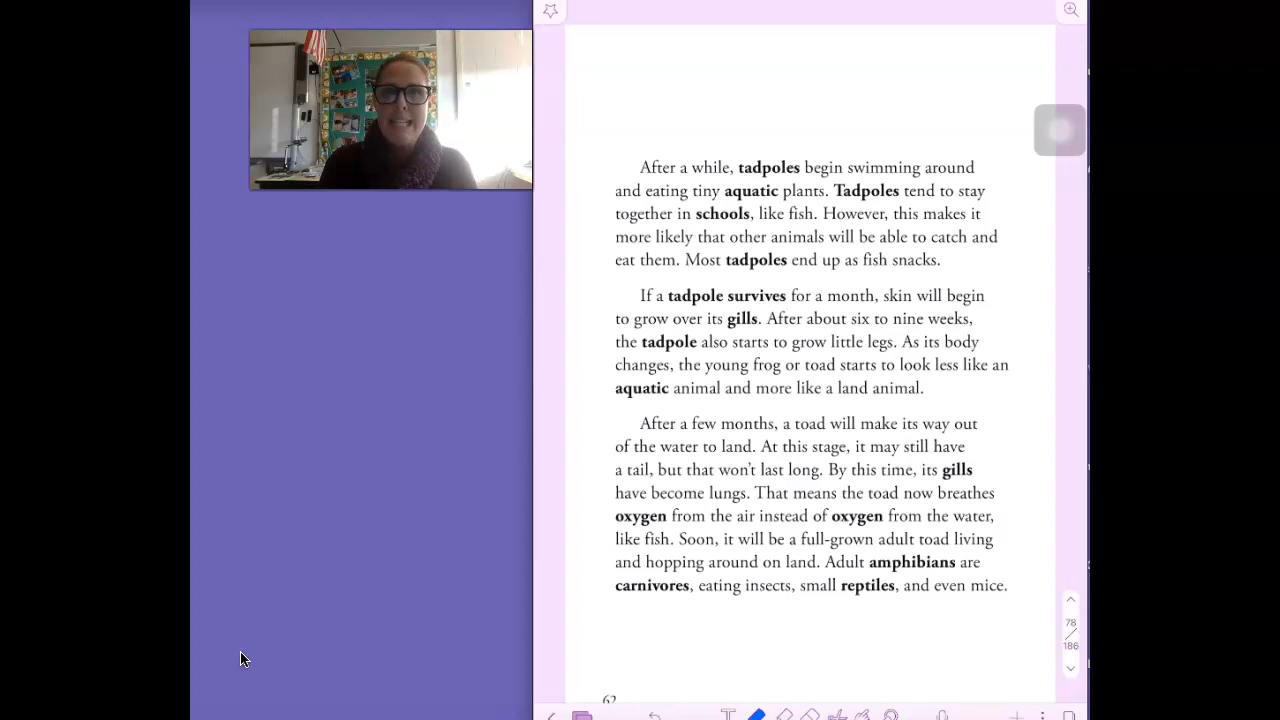 After a while, tadpoles begin swimming around
and eating tiny aquatic plants. Tadpoles tend to stay
together in schools, like fish. However, this makes it
more likely that other animals will be able to catch and
eat them. Most tadpoles end up as fish snacks.
If a tadpole survives for a month, skin will begin
to grow over its gills. After about six to nine weeks,
the tadpole also starts to grow little legs. As its body
changes, the young frog or toad starts to look less like an
aquatic animal and more like a land animal.
After a few months, a toad will make its way out
of the water to land. At this stage, it may still have
a tail, but that won’t last long. By this time, its gills
have become lungs. That means the toad now breathes
oxygen from the air instead of oxygen from the water,
like fish. Soon, it will be a full-grown adult toad living
and hopping around on land. Adult amphibians are
carnivores, eating insects, small reptiles, and even mice.
78
/
186
62